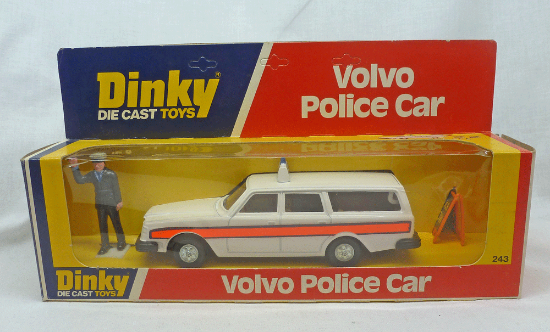 Dinky®
DIE CAST TOYS
Volvo
Police Car
Dinky
DIE CAST TOYS
Volvo Police Car
243